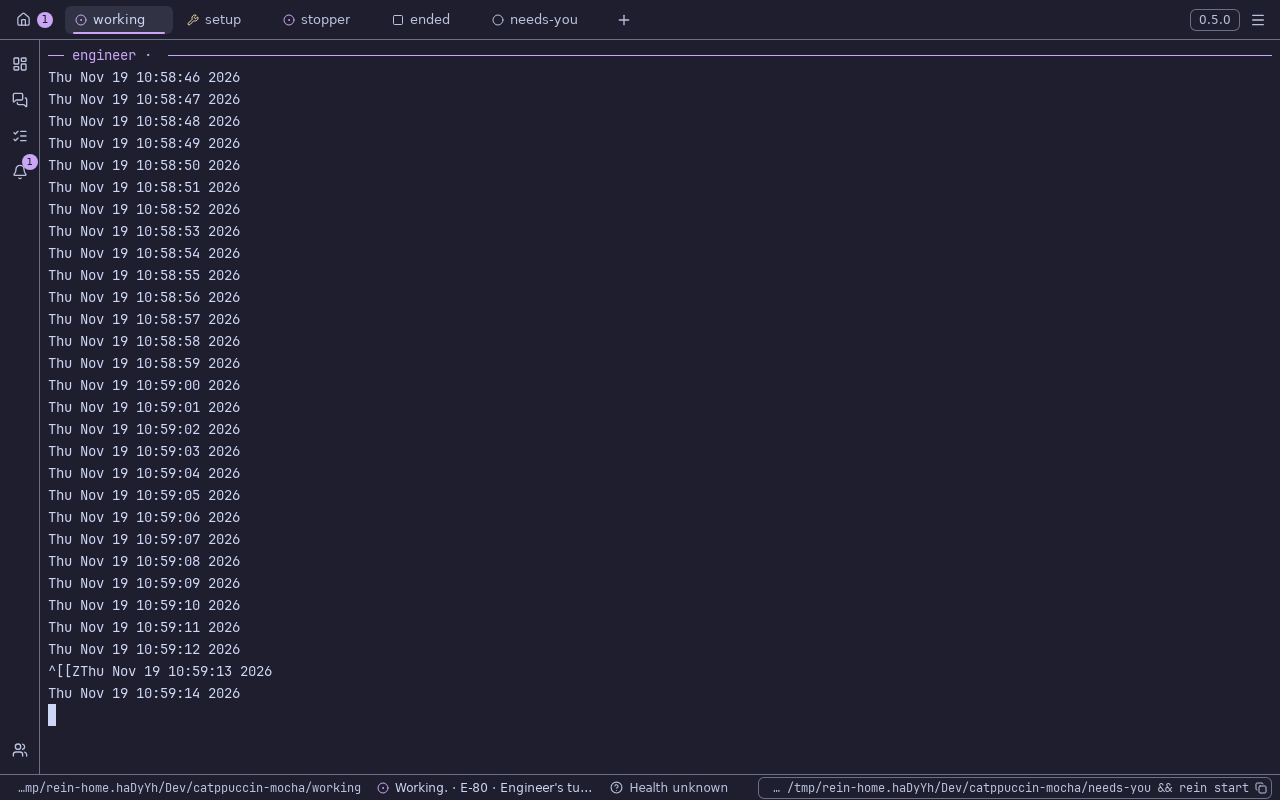 1 working setup stopper ended needs-you 0.5.0
engineer ·
Thu Nov 19 10:58:46 2026
Thu Nov 19 10:58:47 2026
Thu Nov 19 10:58:48 2026
Thu Nov 19 10:58:49 2026
Thu Nov 19 10:58:50 2026
1
Thu Nov 19 10:58:51 2026
Thu Nov 19 10:58:52 2026
Thu Nov 19 10:58:53 2026
Thu Nov 19 10:58:54 2026
Thu Nov 19 10:58:55 2026
Thu Nov 19 10:58:56 2026
Thu Nov 19 10:58:57 2026
Thu Nov 19 10:58:58 2026
Thu Nov 19 10:58:59 2026
Thu Nov 19 10:59:00 2026
Thu Nov 19 10:59:01 2026
Thu Nov 19 10:59:02 2026
Thu Nov 19 10:59:03 2026
Thu Nov 19 10:59:04 2026
Thu Nov 19 10:59:05 2026
Thu Nov 19 10:59:06 2026
Thu Nov 19 10:59:07 2026
Thu Nov 19 10:59:08 2026
Thu Nov 19 10:59:09 2026
Thu Nov 19 10:59:10 2026
Thu Nov 19 10:59:11 2026
Thu Nov 19 10:59:12 2026
^[[ZThu Nov 19 10:59:13 2026
Thu Nov 19 10:59:14 2026
…mp/rein-home.haDyYh/Dev/catppuccin-mocha/working Working. · E-80 · Engineer's tu… Health unknown … /tmp/rein-home.haDyYh/Dev/catppuccin-mocha/needs-you && rein start